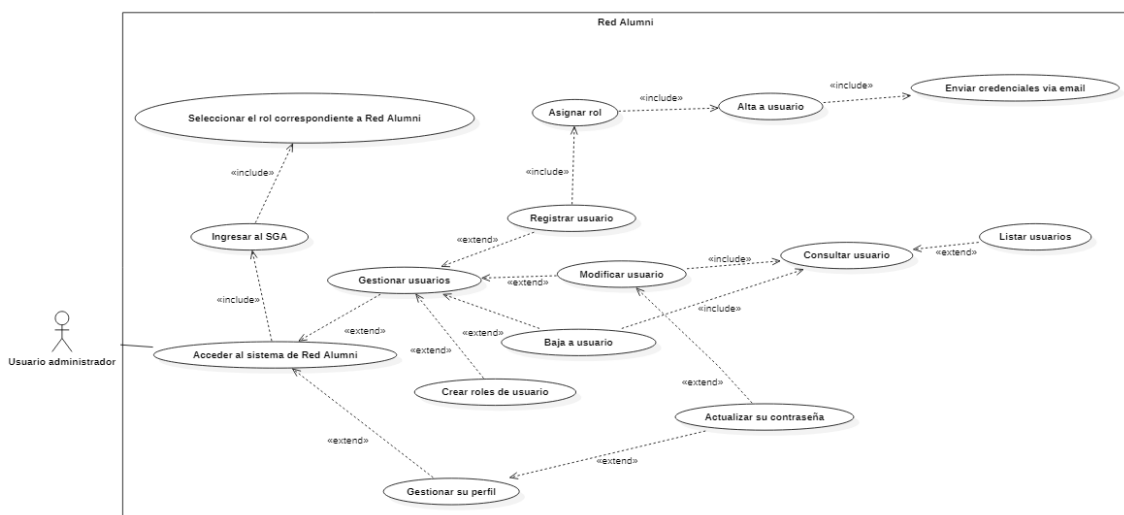 Red Alumni
«include»
Enviar credenciales via email
«include»
Alta a usuario
Asignar rol
Seleccionar el rol correspondiente a Red Alumni
«include»
«include»
Registrar usuario
Ingresar al SGA
«extend»
Listar usuarios
«extend»
Consultar usuario
«include»
Modificar usuario
«extend»
Gestionar usuarios
«include»
«include»
«extend»
«extend»
Baja a usuario
«extend»
Usuario administrador
Acceder al sistema de Red Alumni
«extend»
Crear roles de usuario
Actualizar su contraseña
«extend»
«extend»
Gestionar su perfil